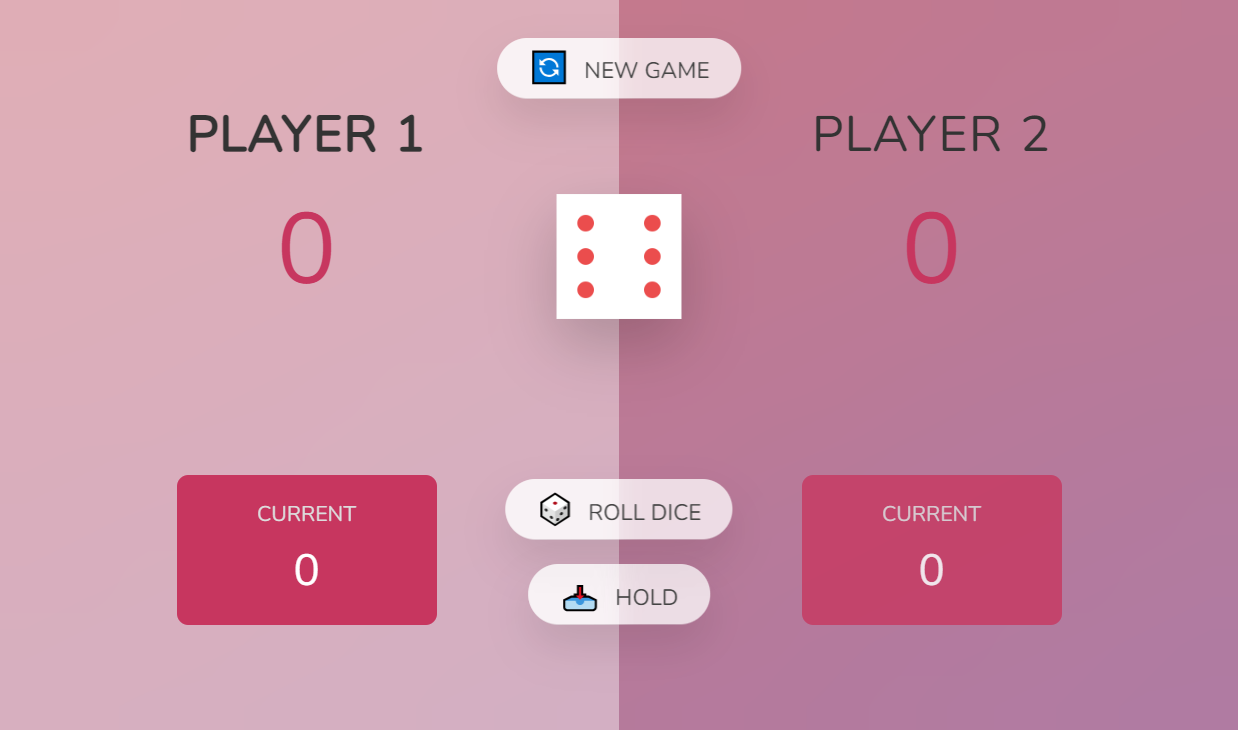 NEW GAME
PLAYER 1
PLAYER 2
0
0
CURRENT
0
ROLL DICE
HOLD
CURRENT
0